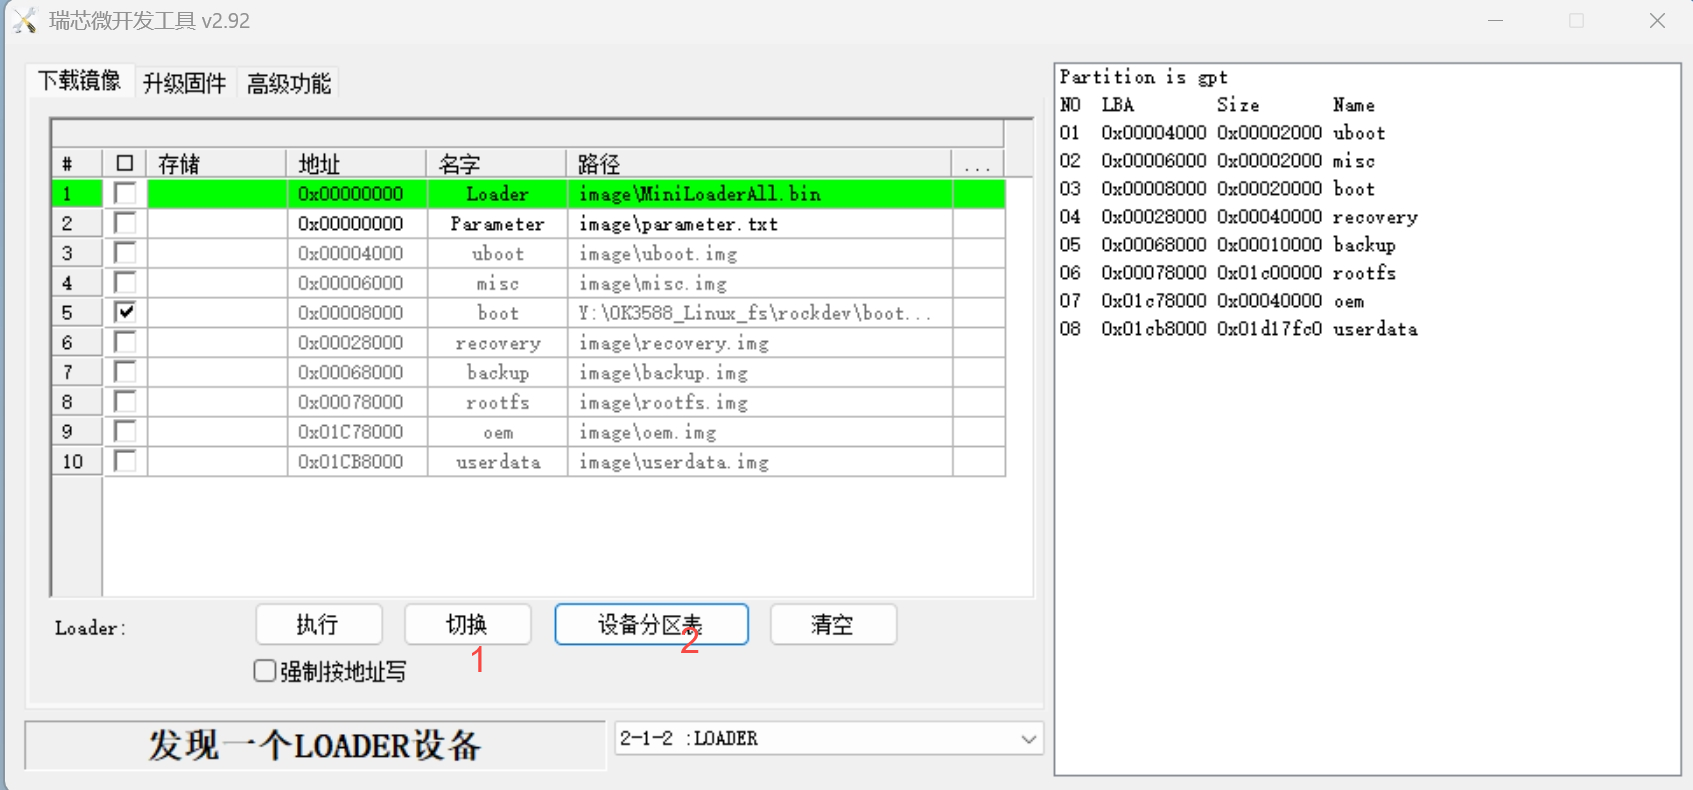 瑞芯微开发工具 v2.92
下载镜像 升级固件 高级功能
# 存储 地址 名字 路径 ...
1 0x00000000 Loader image\MiniLoaderAll.bin
2 0x00000000 Parameter image\parameter.txt
3 0x00004000 uboot image\uboot.img
4 0x00006000 misc image\misc.img
5 0x00008000 boot Y:\OK3588_Linux_fs\rockdev\boot...
6 0x00028000 recovery image\recovery.img
7 0x00068000 backup image\backup.img
8 0x00078000 rootfs image\rootfs.img
9 0x01C78000 oem image\oem.img
10 0x01CB8000 userdata image\userdata.img
Loader: 执行 切换 设备分区表 清空
1 2
强制按地址写
发现一个LOADER设备 2-1-2 :LOADER
Partition is gpt
NO LBA Size Name
01 0x00004000 0x00002000 uboot
02 0x00006000 0x00002000 misc
03 0x00008000 0x00020000 boot
04 0x00028000 0x00040000 recovery
05 0x00068000 0x00010000 backup
06 0x00078000 0x01c00000 rootfs
07 0x01c78000 0x00040000 oem
08 0x01cb8000 0x01d17fc0 userdata